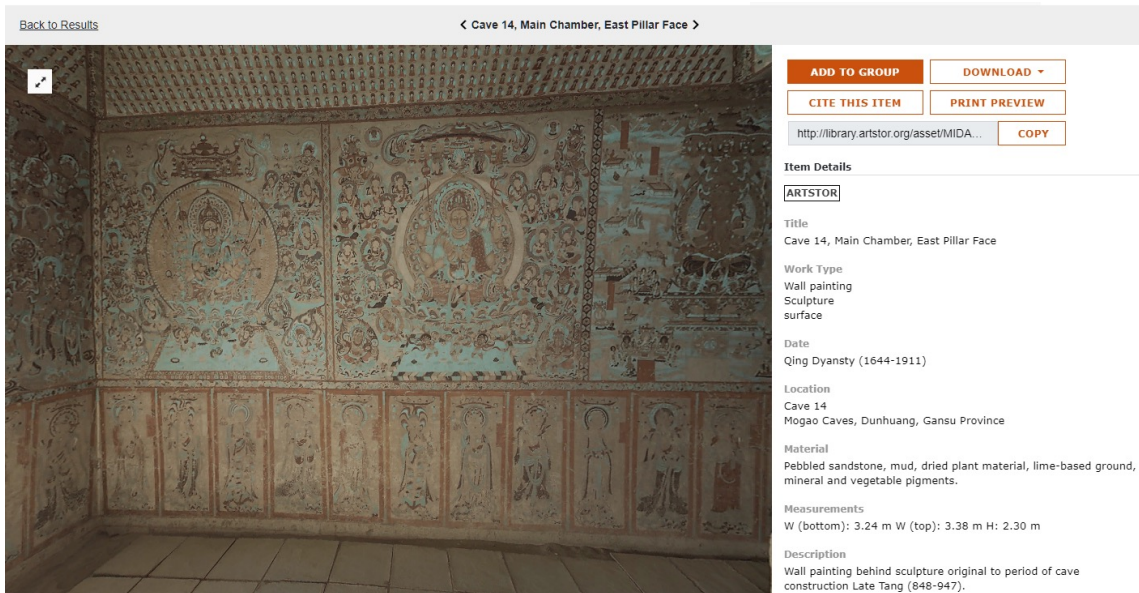 Back to Results
Cave 14, Main Chamber, East Pillar Face
ADD TO GROUP
DOWNLOAD
CITE THIS ITEM
PRINT PREVIEW
http://library.artstor.org/asset/MIDA...
COPY
Item Details
ARTSTOR
Title
Cave 14, Main Chamber, East Pillar Face
Work Type
Wall painting
Sculpture
surface
Date
Qing Dyansty (1644-1911)
Location
Cave 14
Mogao Caves, Dunhuang, Gansu Province
Material
Pebbled sandstone, mud, dried plant material, lime-based ground,
mineral and vegetable pigments.
Measurements
W (bottom): 3.24 m W (top): 3.38 m H: 2.30 m
Description
Wall painting behind sculpture original to period of cave
construction Late Tang (848-947).